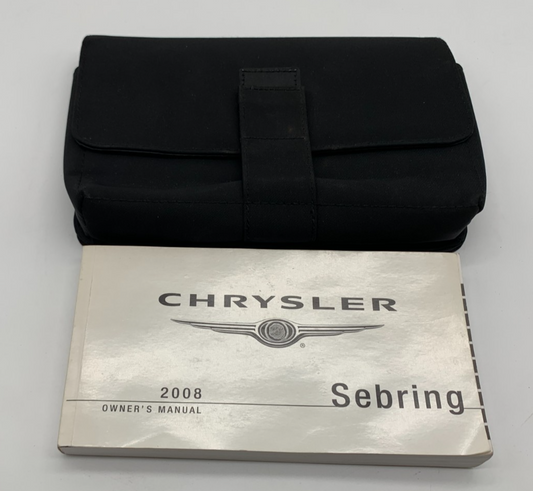 CHRYSLER
®
2008
OWNER'S MANUAL
Sebring